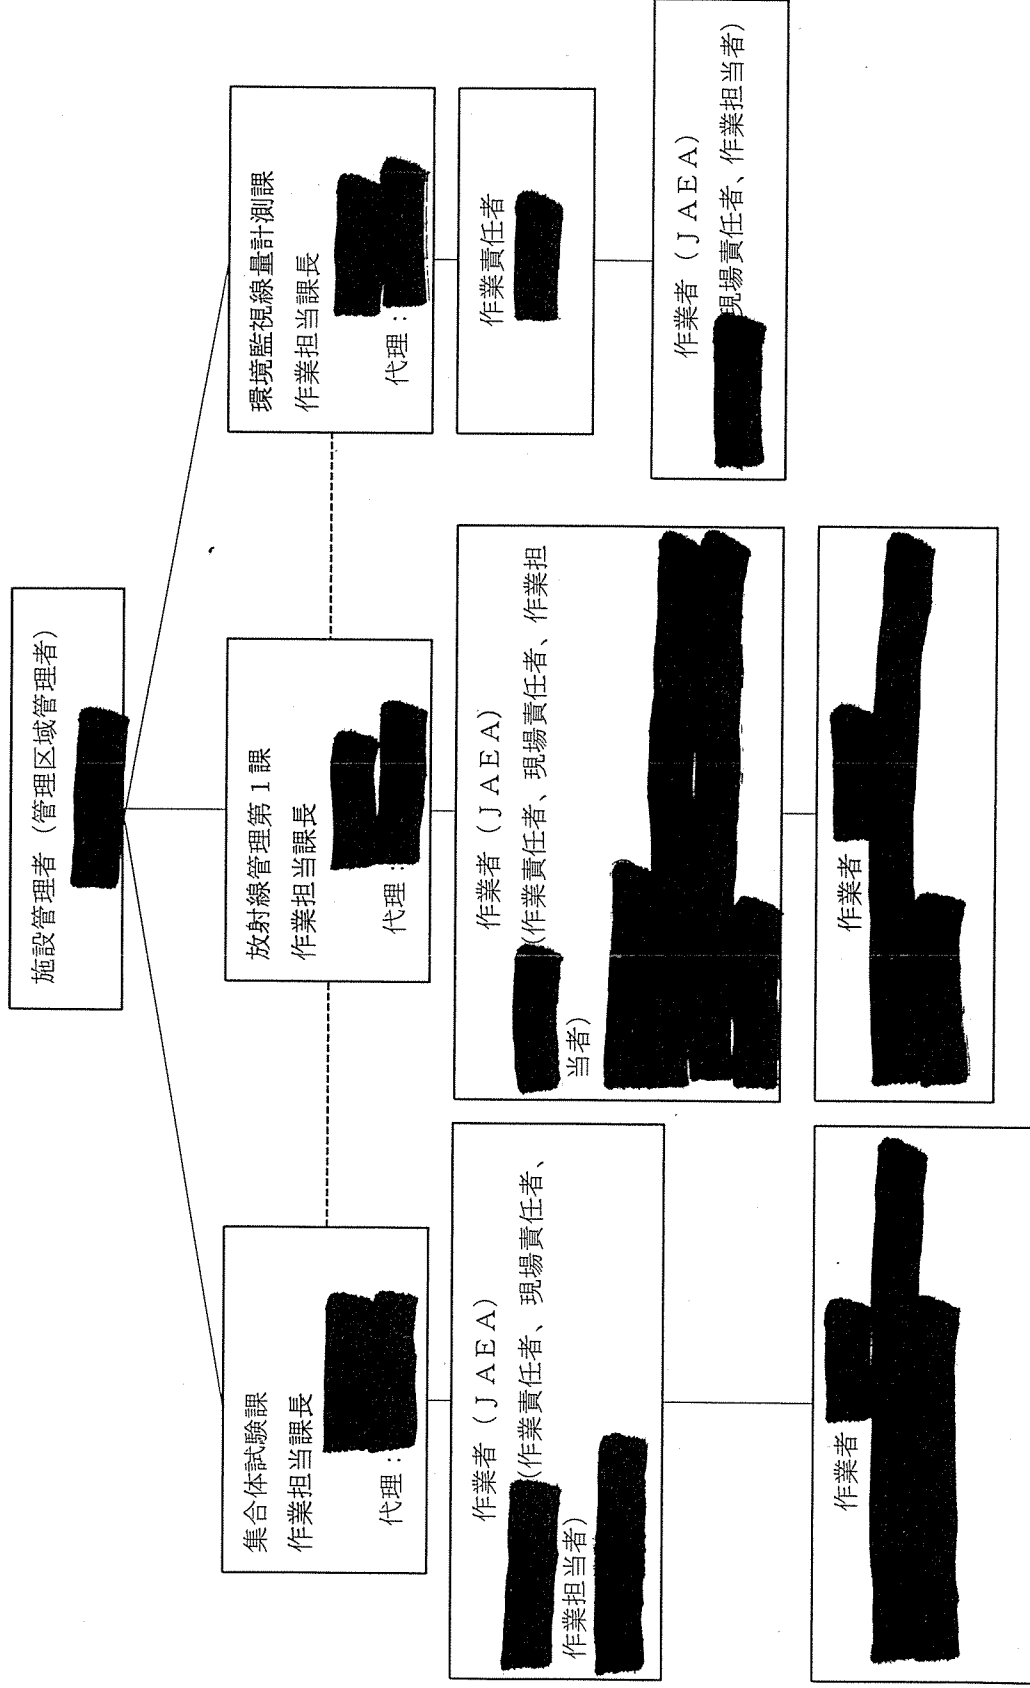 施設管理者（管理区域管理者）
集合体試験課
作業担当課長
代理：
作業者（ＪＡＥＡ）
（作業責任者、現場責任者、
作業担当者）
作業者
放射線管理第１課
作業担当課長
代理：
作業者（ＪＡＥＡ）
（作業責任者、現場責任者、作業担
当者）
作業者
環境監視線量計測課
作業担当課長
代理：
作業責任者
作業者（ＪＡＥＡ）
現場責任者、作業担当者）